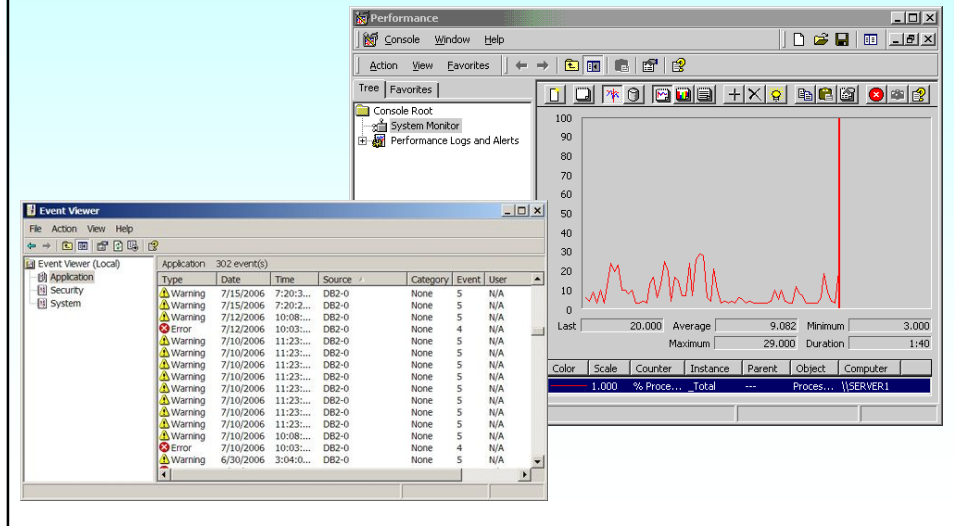 Performance
Console Window Help
Action View Favorites
Tree Favorites
Console Root
System Monitor
Performance Logs and Alerts
100
90
80
70
60
50
40
30
20
10
0
Last 20.000 Average 9.082 Minimum 3.000
Maximum 29.000 Duration 1:40
Color Scale Counter Instance Parent Object Computer
1.000 % Proce... _Total --- Proces... \\SERVER1
Event Viewer
File Action View Help
Event Viewer (Local)
Application
Security
System
Application 302 event(s)
Type Date Time Source Category Event User
Warning 7/15/2006 7:20:3... DB2-0 None 5 N/A
Warning 7/15/2006 7:20:2... DB2-0 None 5 N/A
Warning 7/12/2006 10:08:... DB2-0 None 5 N/A
Error 7/12/2006 10:03:... DB2-0 None 4 N/A
Warning 7/10/2006 11:23:... DB2-0 None 5 N/A
Warning 7/10/2006 11:23:... DB2-0 None 5 N/A
Warning 7/10/2006 11:23:... DB2-0 None 5 N/A
Warning 7/10/2006 11:23:... DB2-0 None 5 N/A
Warning 7/10/2006 11:23:... DB2-0 None 5 N/A
Warning 7/10/2006 11:23:... DB2-0 None 5 N/A
Warning 7/10/2006 11:23:... DB2-0 None 5 N/A
Warning 7/10/2006 11:23:... DB2-0 None 5 N/A
Warning 7/10/2006 10:08:... DB2-0 None 5 N/A
Error 7/10/2006 10:03:... DB2-0 None 4 N/A
Warning 6/30/2006 3:04:0... DB2-0 None 5 N/A